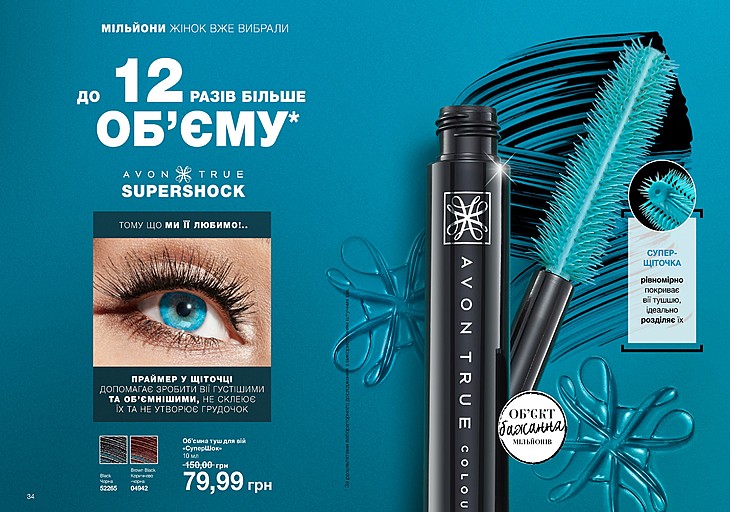 МІЛЬЙОНИ ЖІНОК ВЖЕ ВИБРАЛИ
ДО 12 РАЗІВ БІЛЬШЕ
ОБ'ЄМУ*
AVON TRUE
SUPERSHOCK
ТОМУ ЩО МИ ЇЇ ЛЮБИМО!..
ПРАЙМЕР У ЩІТОЧЦІ
ДОПОМАГАЄ ЗРОБИТИ ВІЇ ГУСТІШИМИ
ТА ОБ'ЄМНІШИМИ, НЕ СКЛЕЮЄ
ЇХ ТА НЕ УТВОРЮЄ ГРУДОЧОК
Black
Чорна
52265
Brown Black
Коричнево
-чорна
04942
Об'ємна туш для вій
«СуперШок»
10 мл
150,00 грн
79,99 грн
34
AVON TRUE COLOU
СУПЕР-
ЩІТОЧКА
рівномірно
покриває
вії тушшю,
ідеально
розділяє їх
ОБ'ЄКТ
бажання
МІЛЬЙОНІВ